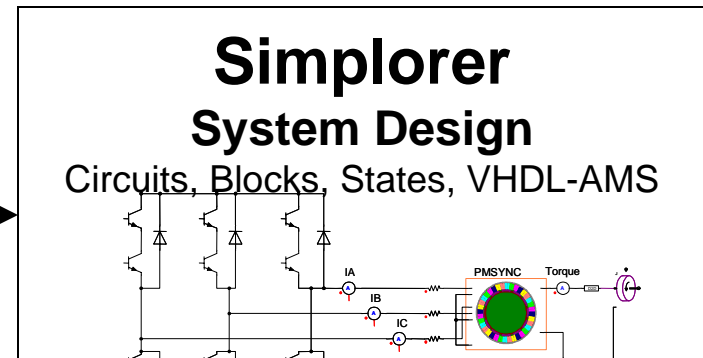 Simplorer
System Design
Circuits, Blocks, States, VHDL-AMS
IA
PMSYNC
Torque
A
A
IB
A
IC
A